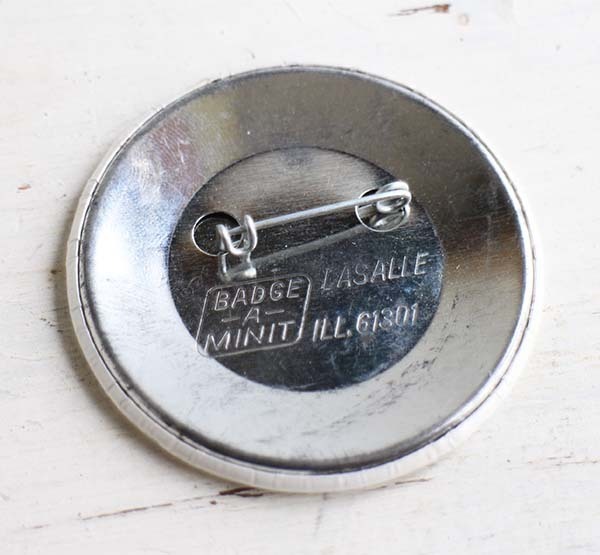 BADGE
-A-
MINIT
LASALLE
ILL. 61301